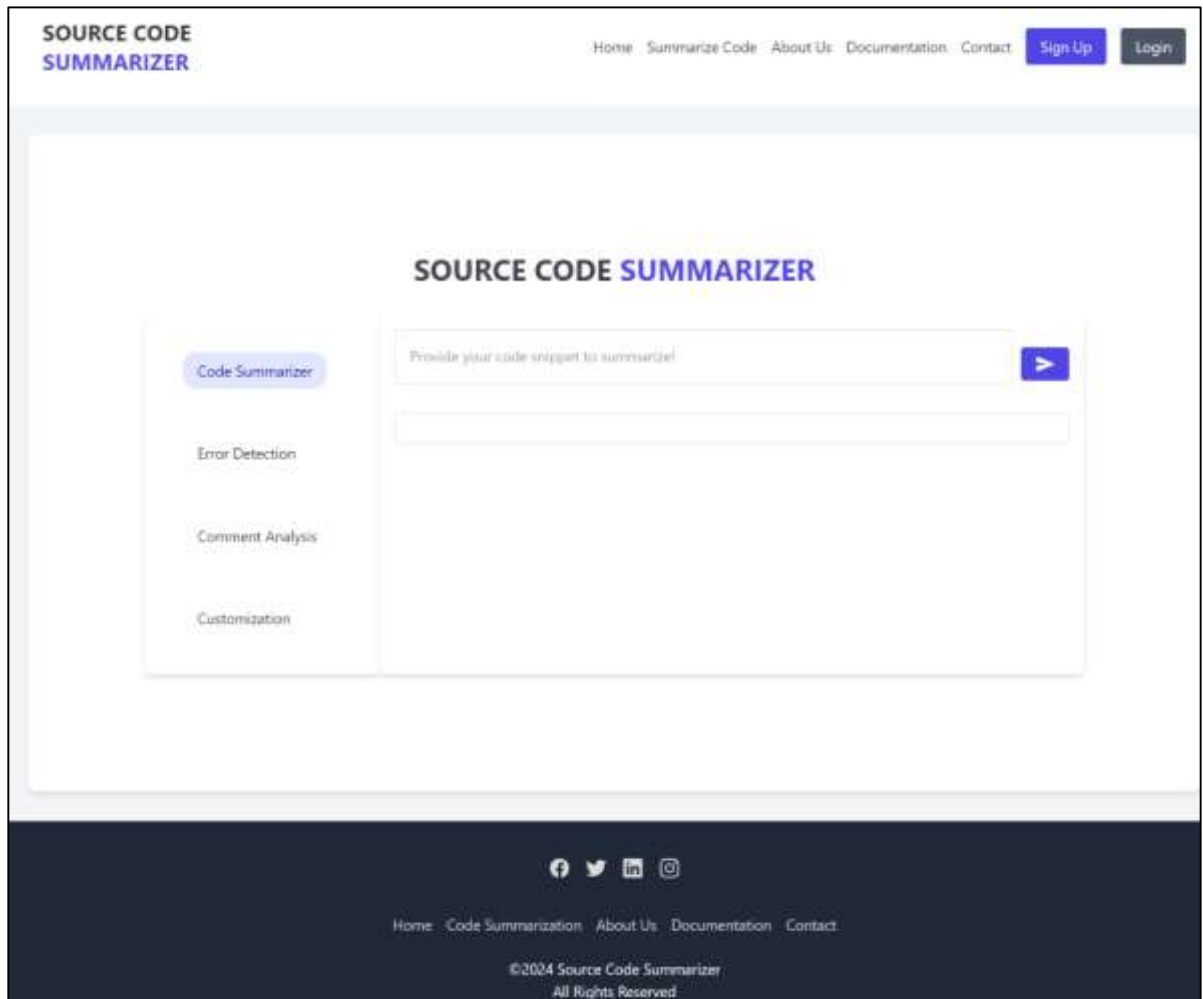 SOURCE CODE
SUMMARIZER
Home Summarize Code About Us Documentation Contact Sign Up Login
SOURCE CODE SUMMARIZER
Code Summarizer
Provide your code snippet to summarize!
Error Detection
Comment Analysis
Customization
Home Code Summarization About Us Documentation Contact
©2024 Source Code Summarizer
All Rights Reserved